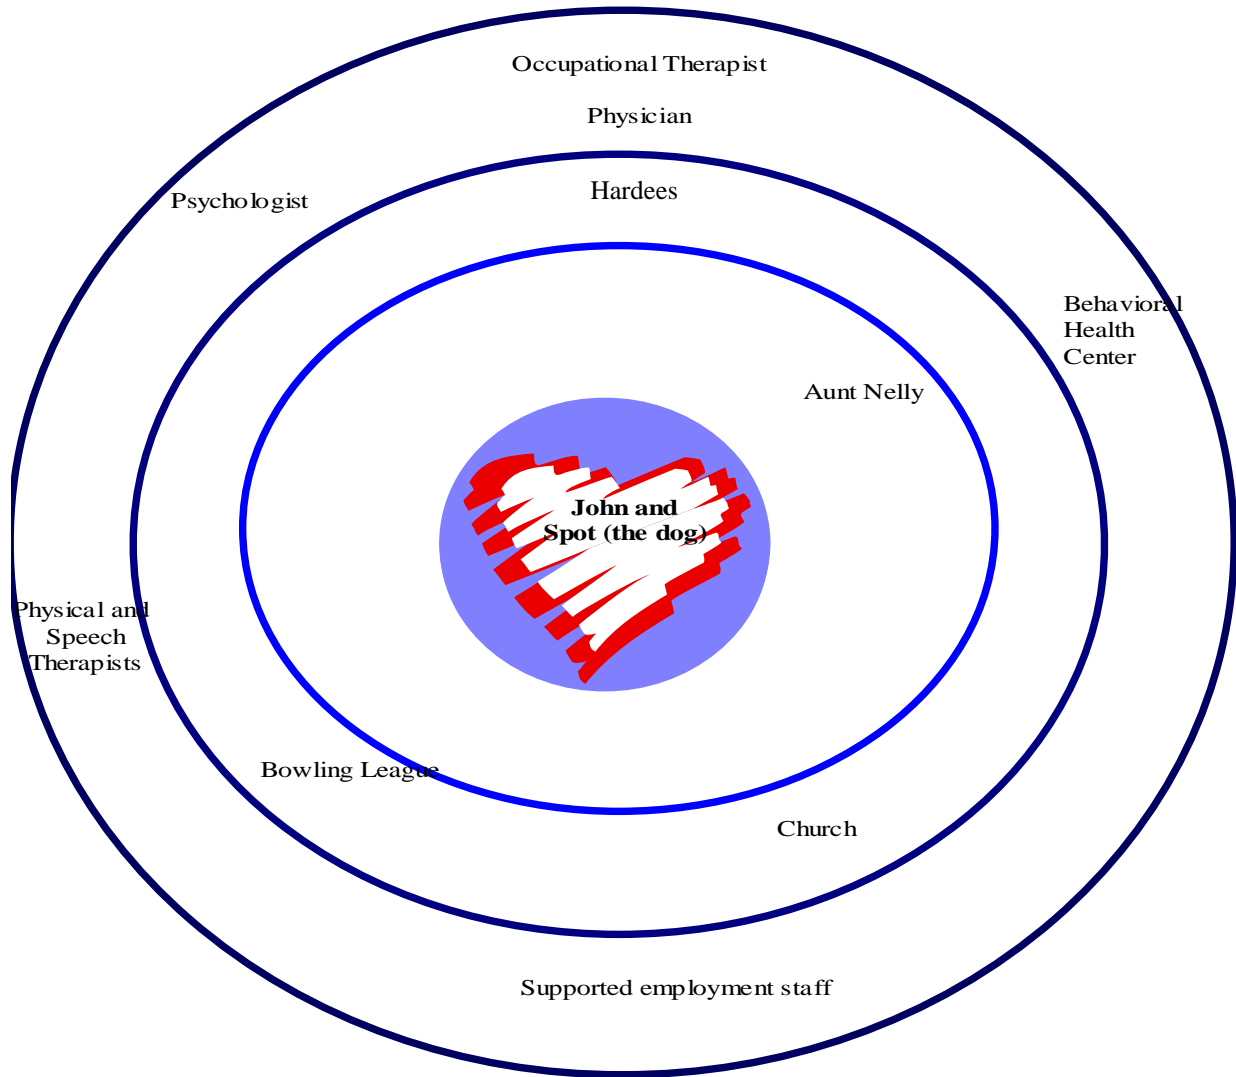 Occupational Therapist
Physician
Psychologist
Hardees
Behavioral
Health
Center
Aunt Nelly
John and
Spot (the dog)
Physical and
Speech
Therapists
Bowling League
Church
Supported employment staff